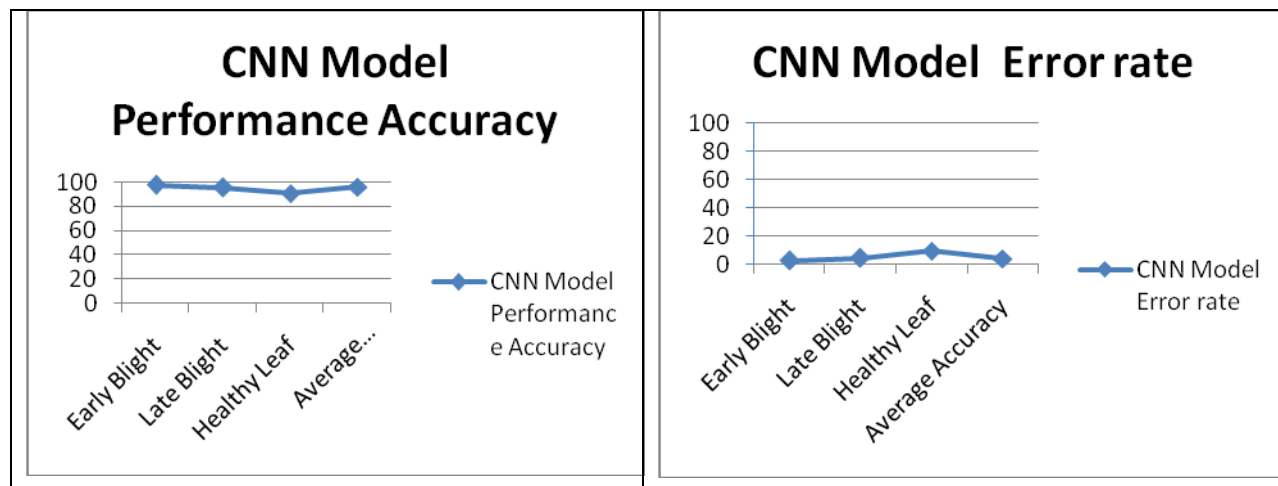 CNN Model
Performance Accuracy
100
80
60
40
20
0
Early Blight
Late Blight
Healthy Leaf
Average...
CNN Model
Performanc
e Accuracy
CNN Model Error rate
100
80
60
40
20
0
Early Blight
Late Blight
Healthy Leaf
Average Accuracy
CNN Model
Error rate